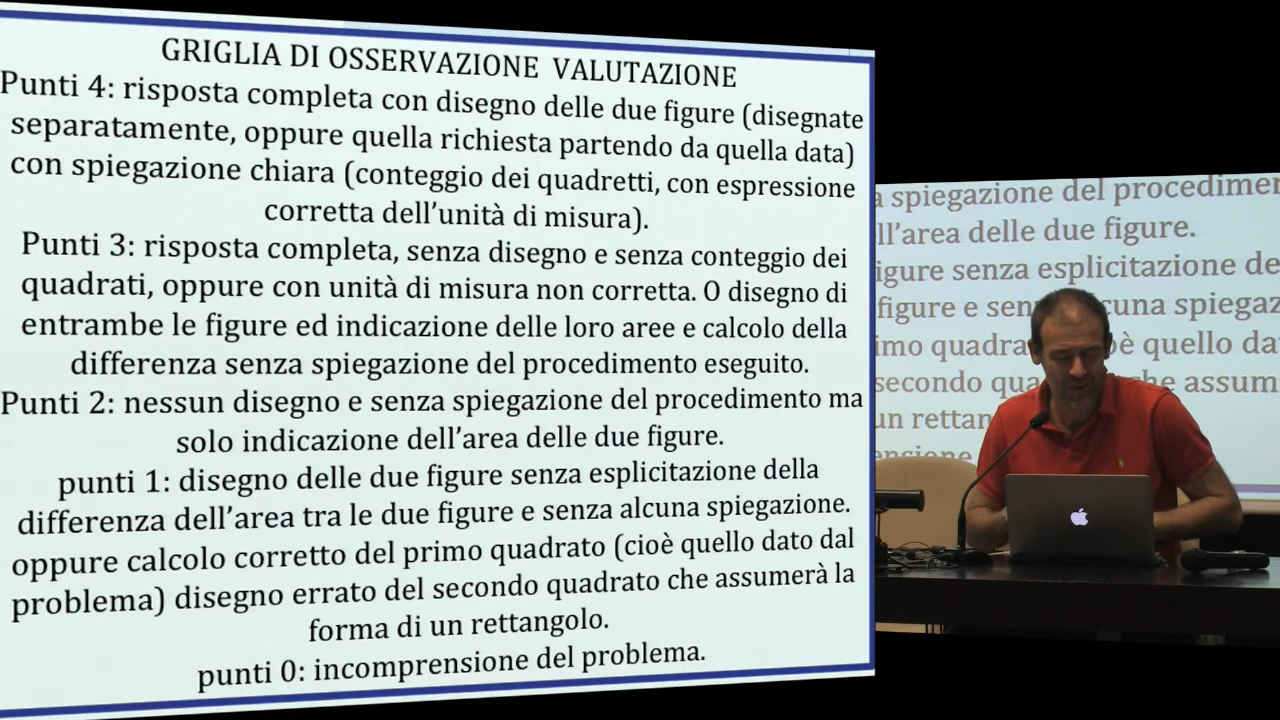 GRIGLIA DI OSSERVAZIONE VALUTAZIONE
Punti 4: risposta completa con disegno delle due figure (disegnate
separatamente, oppure quella richiesta partendo da quella data)
con spiegazione chiara (conteggio dei quadretti, con espressione
corretta dell'unità di misura).
Punti 3: risposta completa, senza disegno e senza conteggio dei
quadrati, oppure con unità di misura non corretta. O disegno di
entrambe le figure ed indicazione delle loro aree e calcolo della
differenza senza spiegazione del procedimento eseguito.
Punti 2: nessun disegno e senza spiegazione del procedimento ma
solo indicazione dell'area delle due figure.
punti 1: disegno delle due figure senza esplicitazione della
differenza dell'area tra le due figure e senza alcuna spiegazione.
oppure calcolo corretto del primo quadrato (cioè quello dato dal
problema) disegno errato del secondo quadrato che assumerà la
forma di un rettangolo.
punti 0: incomprensione del problema.
a spiegazione del procedimen
ll'area delle due figure.
igure senza esplicitazione de
figure e sen cuna spiegaz
imo quadra oè quello da
secondo qua che assum
un rettan
ensione